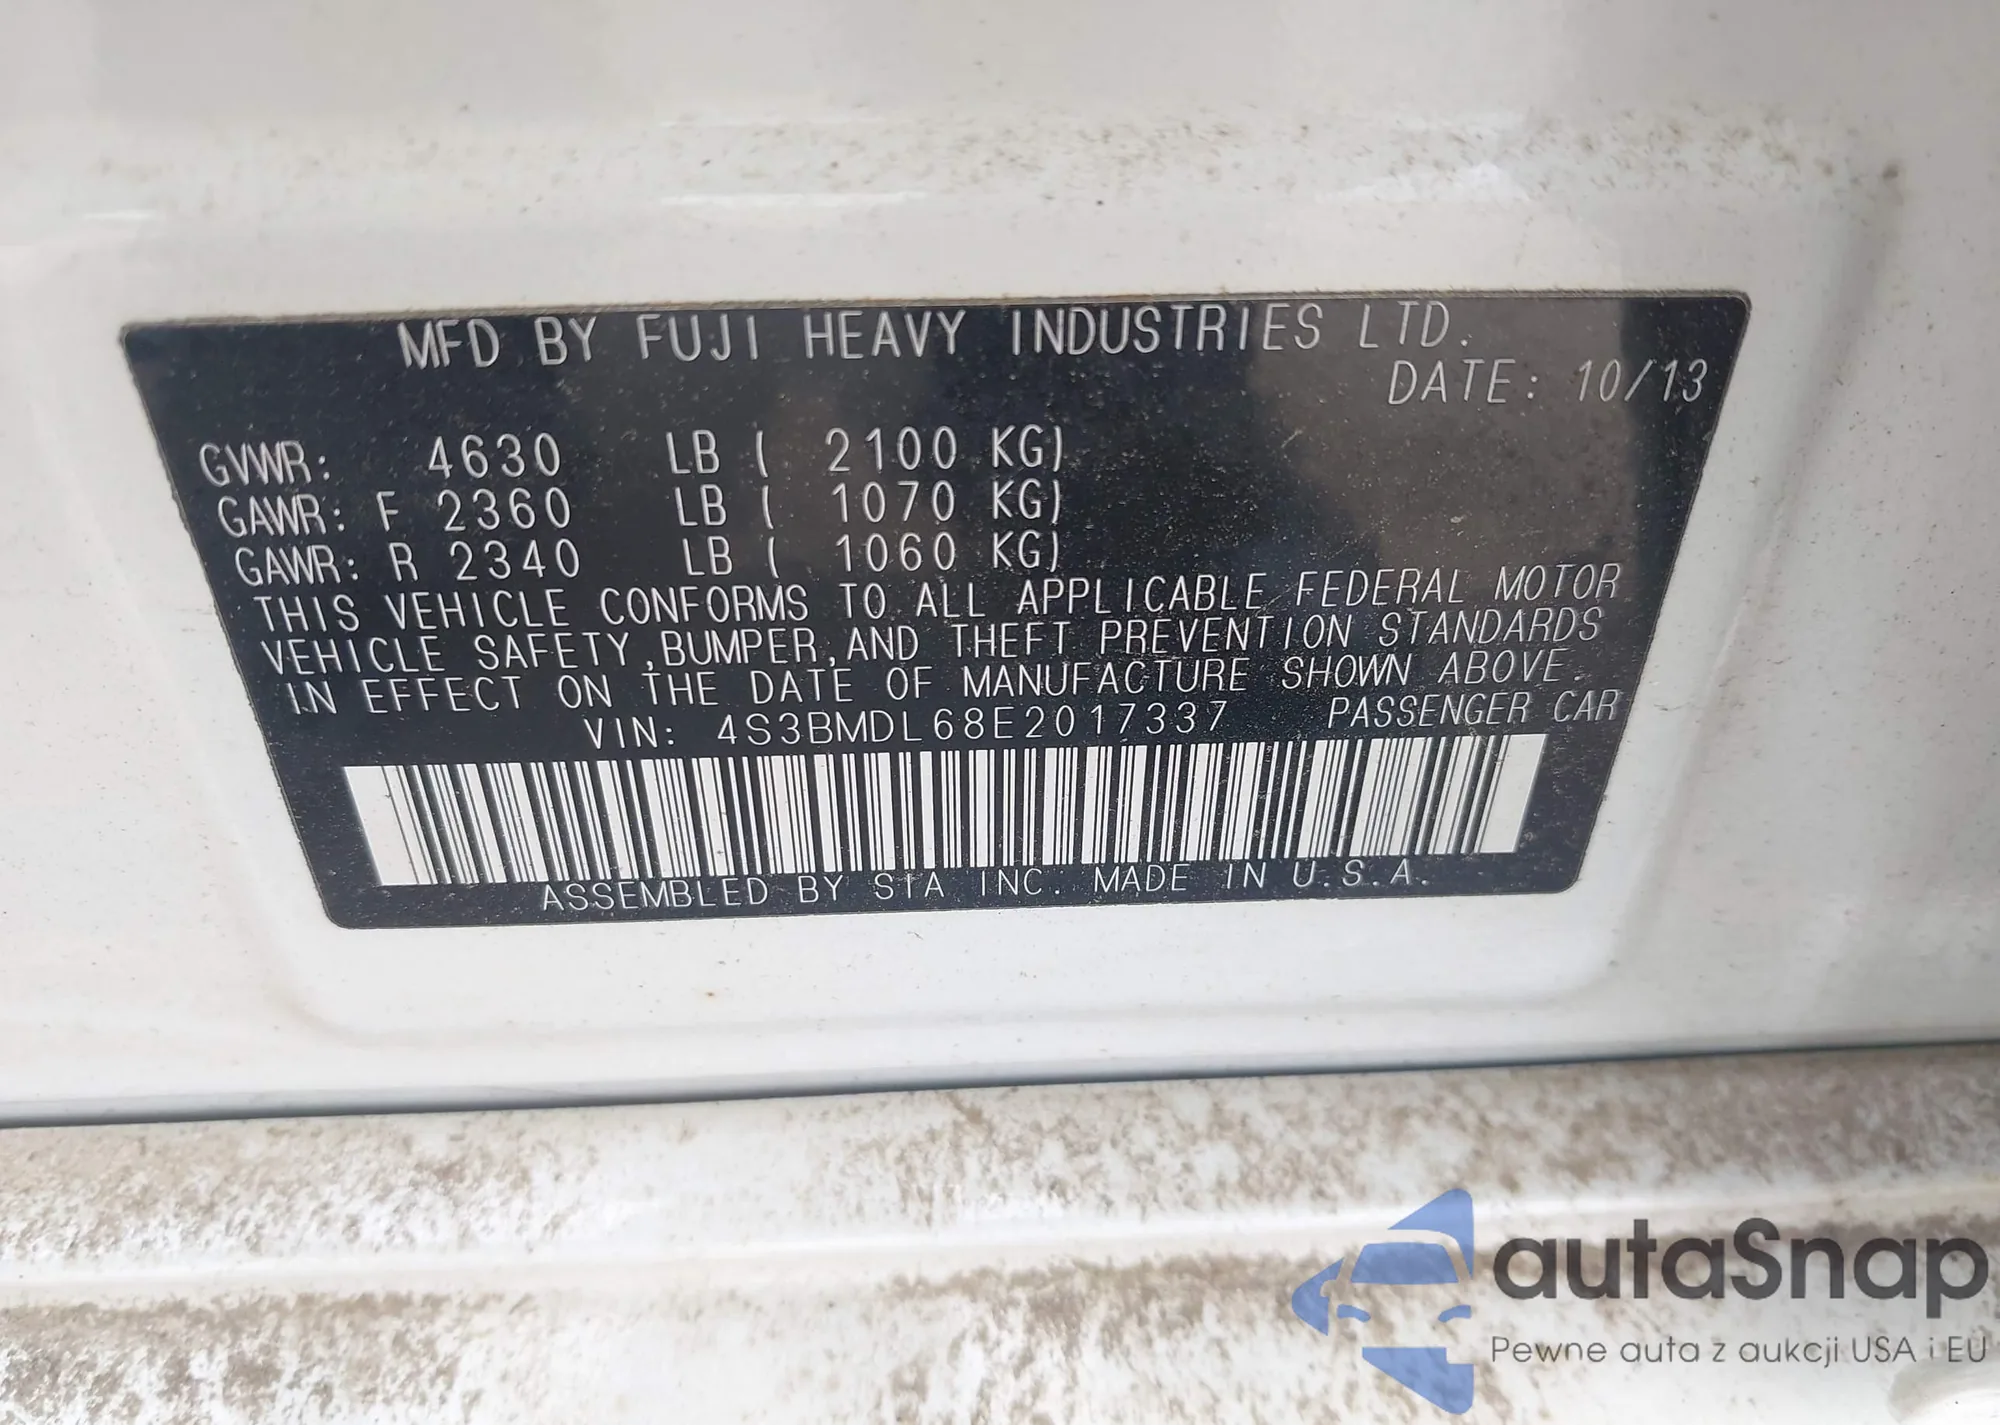 MFD BY FUJI HEAVY INDUSTRIES LTD.
DATE: 10/13
GVWR: 4630 LB ( 2100 KG)
GAWR: F 2360 LB ( 1070 KG)
GAWR: R 2340 LB ( 1060 KG)
THIS VEHICLE CONFORMS TO ALL APPLICABLE FEDERAL MOTOR
VEHICLE SAFETY,BUMPER,AND THEFT PREVENTION STANDARDS
IN EFFECT ON THE DATE OF MANUFACTURE SHOWN ABOVE.
VIN: 4S3BMDL68E2017337 PASSENGER CAR
ASSEMBLED BY SIA INC. MADE IN U.S.A.
autaSnap
Pewne auta z aukcji USA i EU